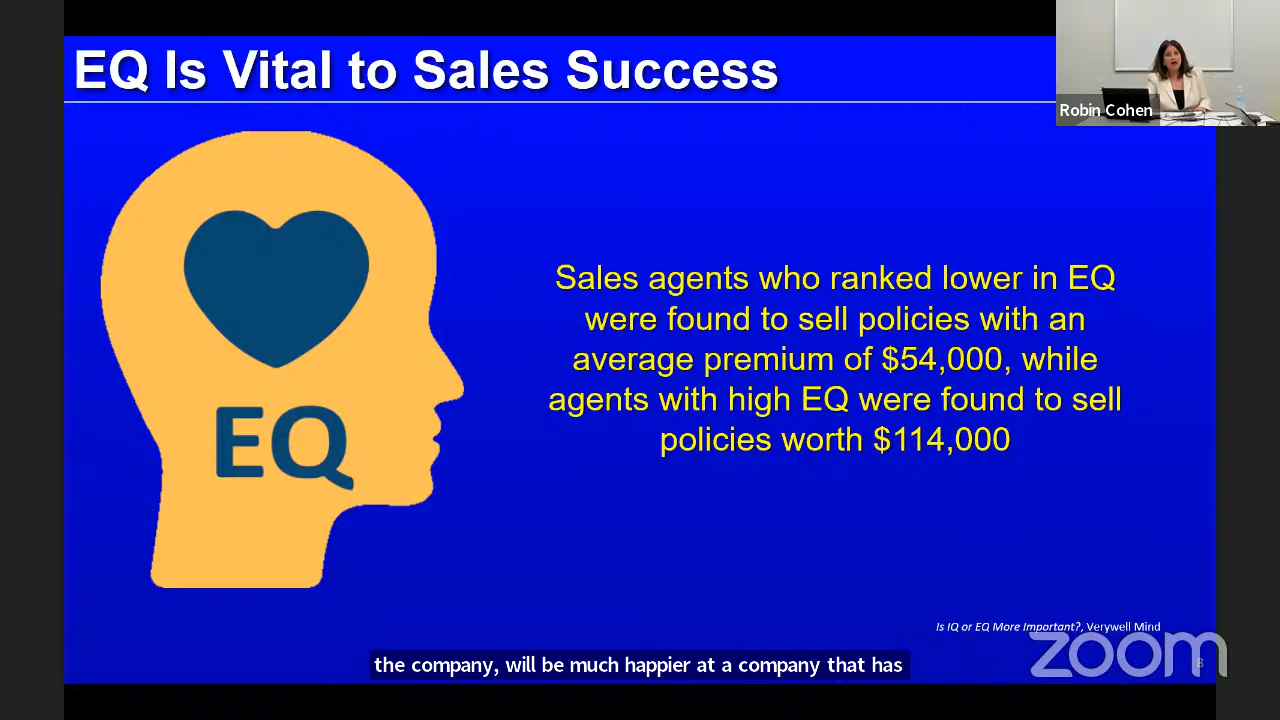 EQ Is Vital to Sales Success
Robin Cohen
EQ
Sales agents who ranked lower in EQ
were found to sell policies with an
average premium of $54,000, while
agents with high EQ were found to sell
policies worth $114,000
Is IQ or EQ More Important?, Verywell Mind
zoom
8
the company, will be much happier at a company that has